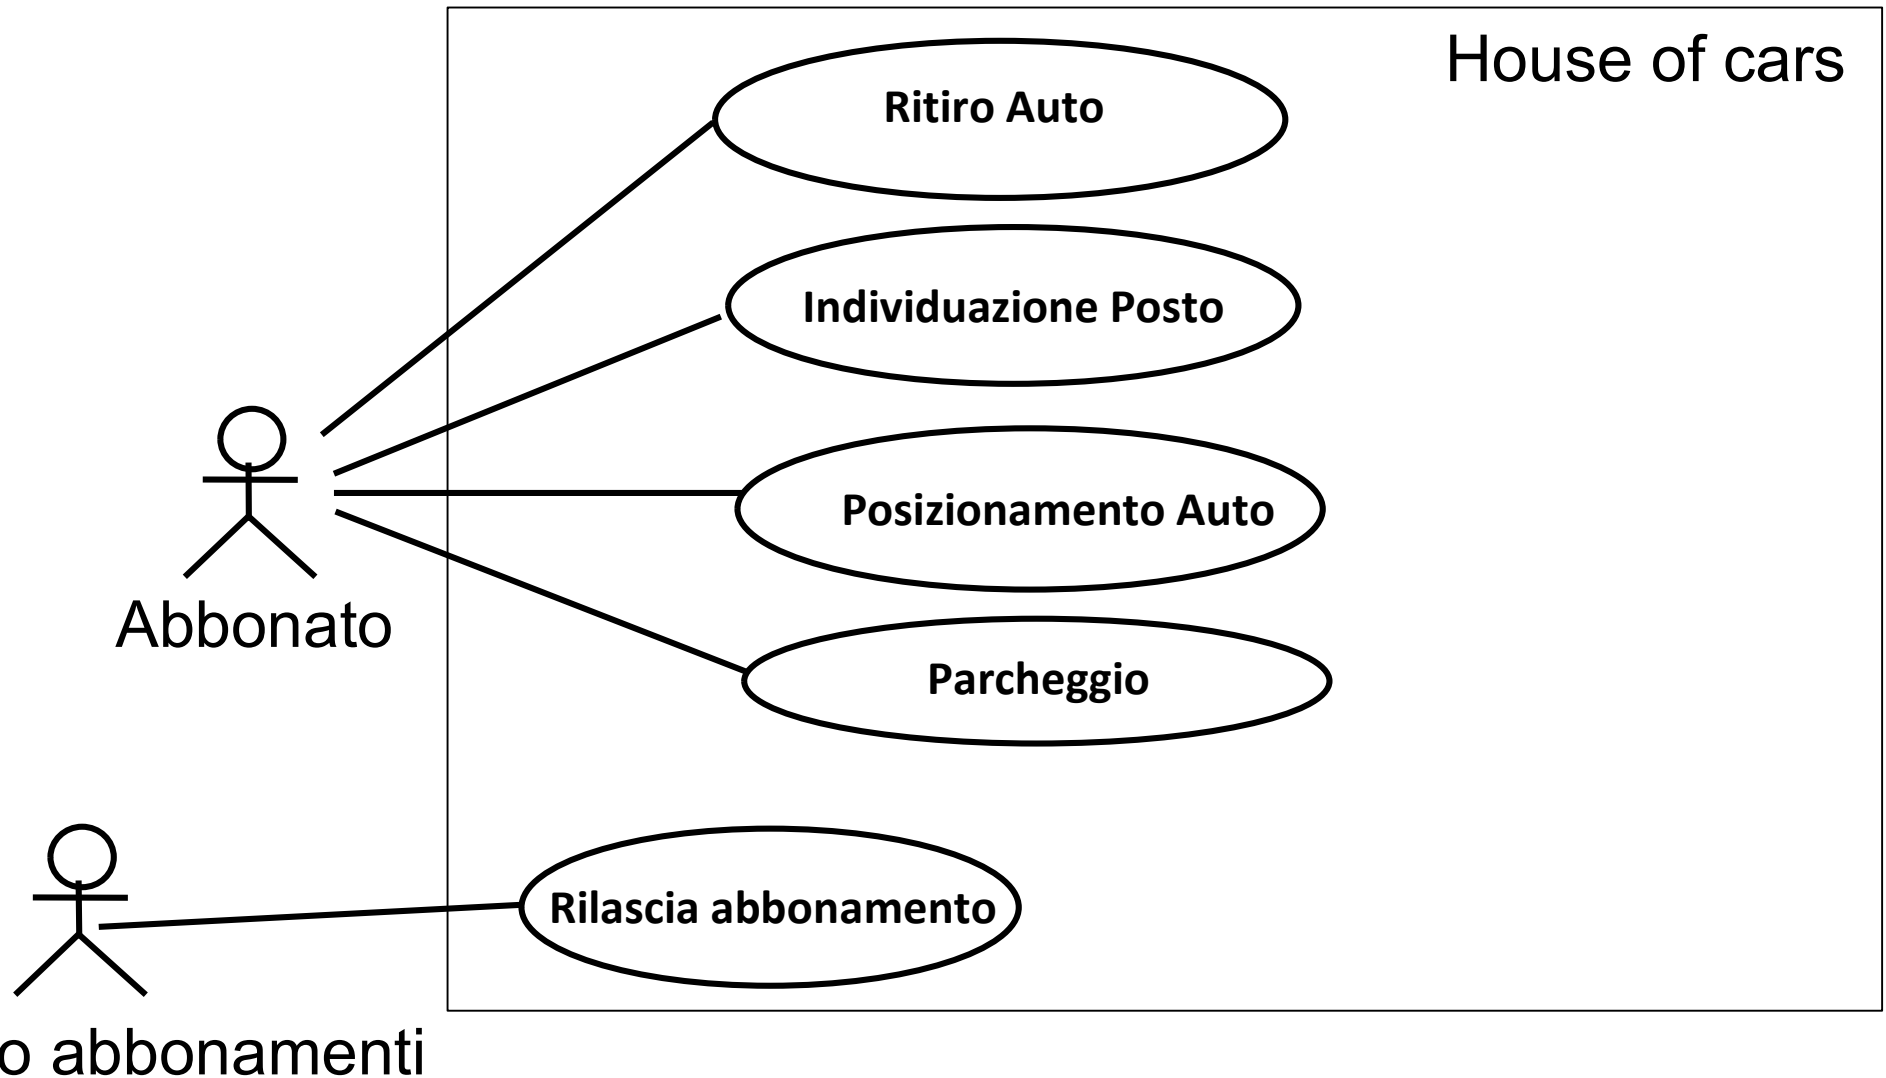 House of cars
Ritiro Auto
Individuazione Posto
Posizionamento Auto
Abbonato
Parcheggio
Rilascia abbonamento
o abbonamenti